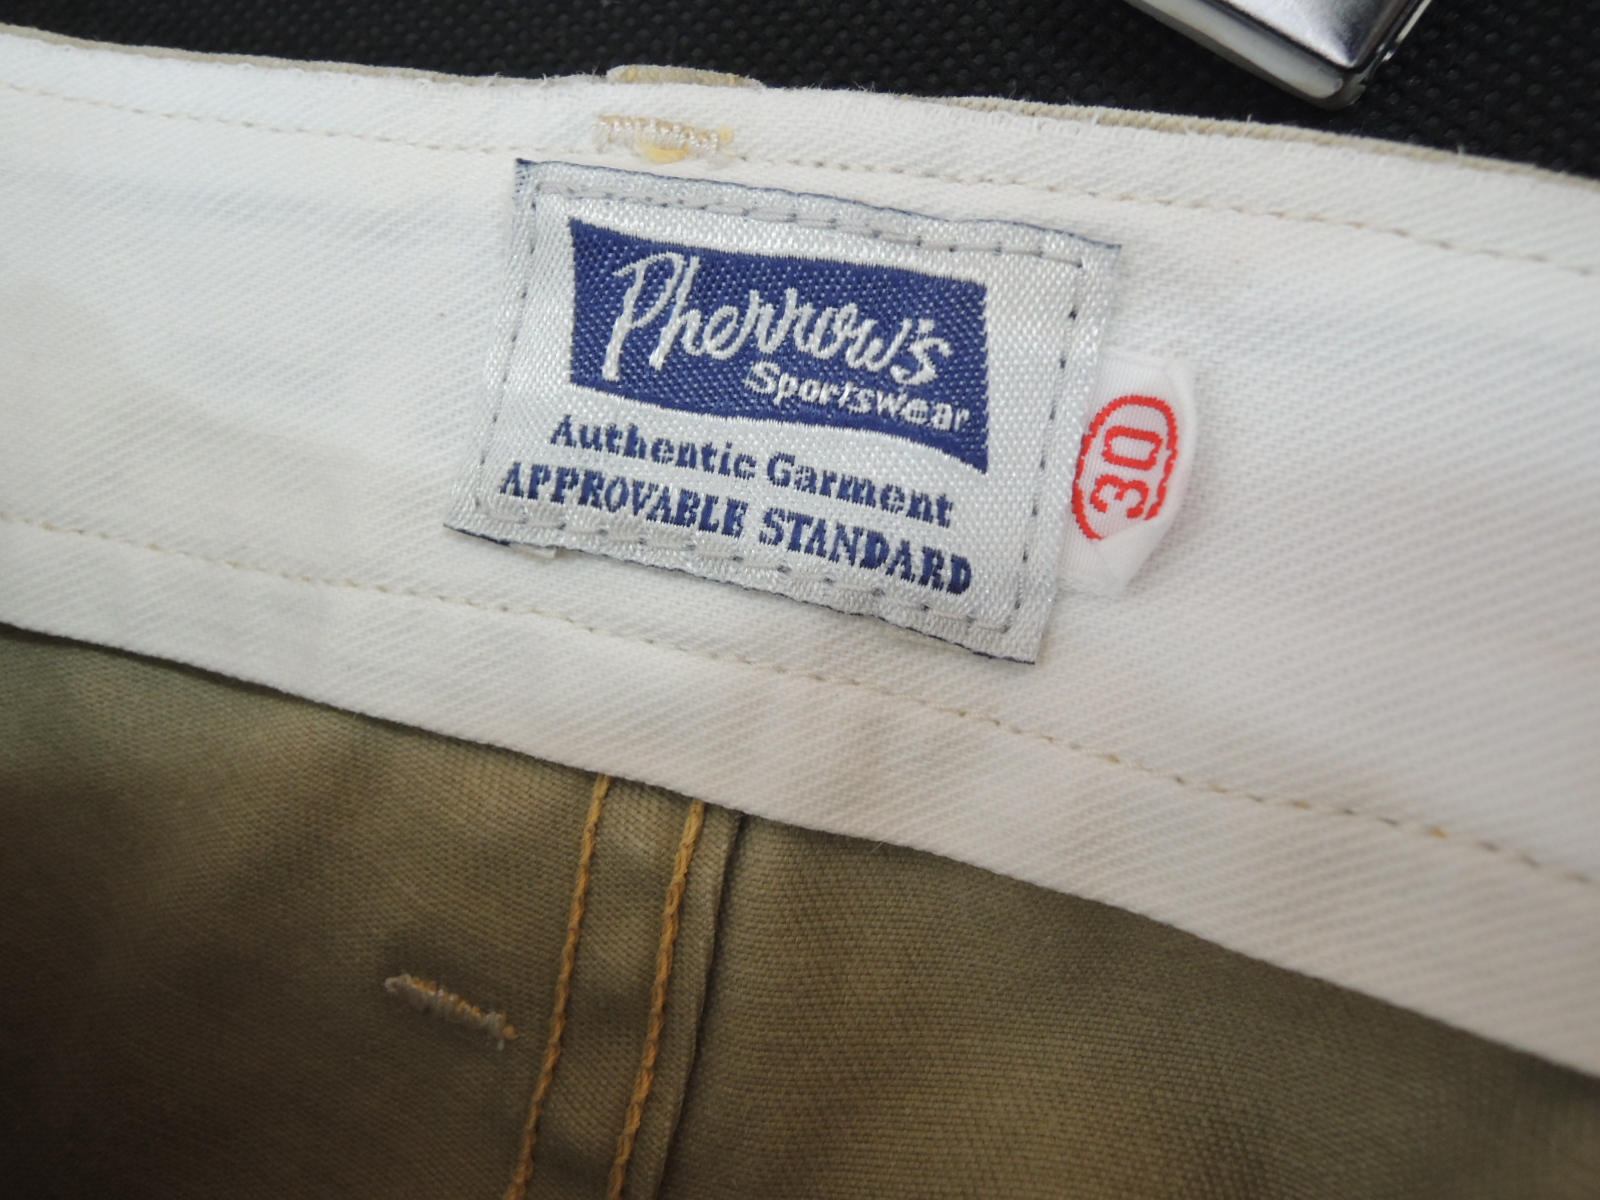 Pherrow's
Sportswear
Authentic Garment
APPROVABLE STANDARD
30